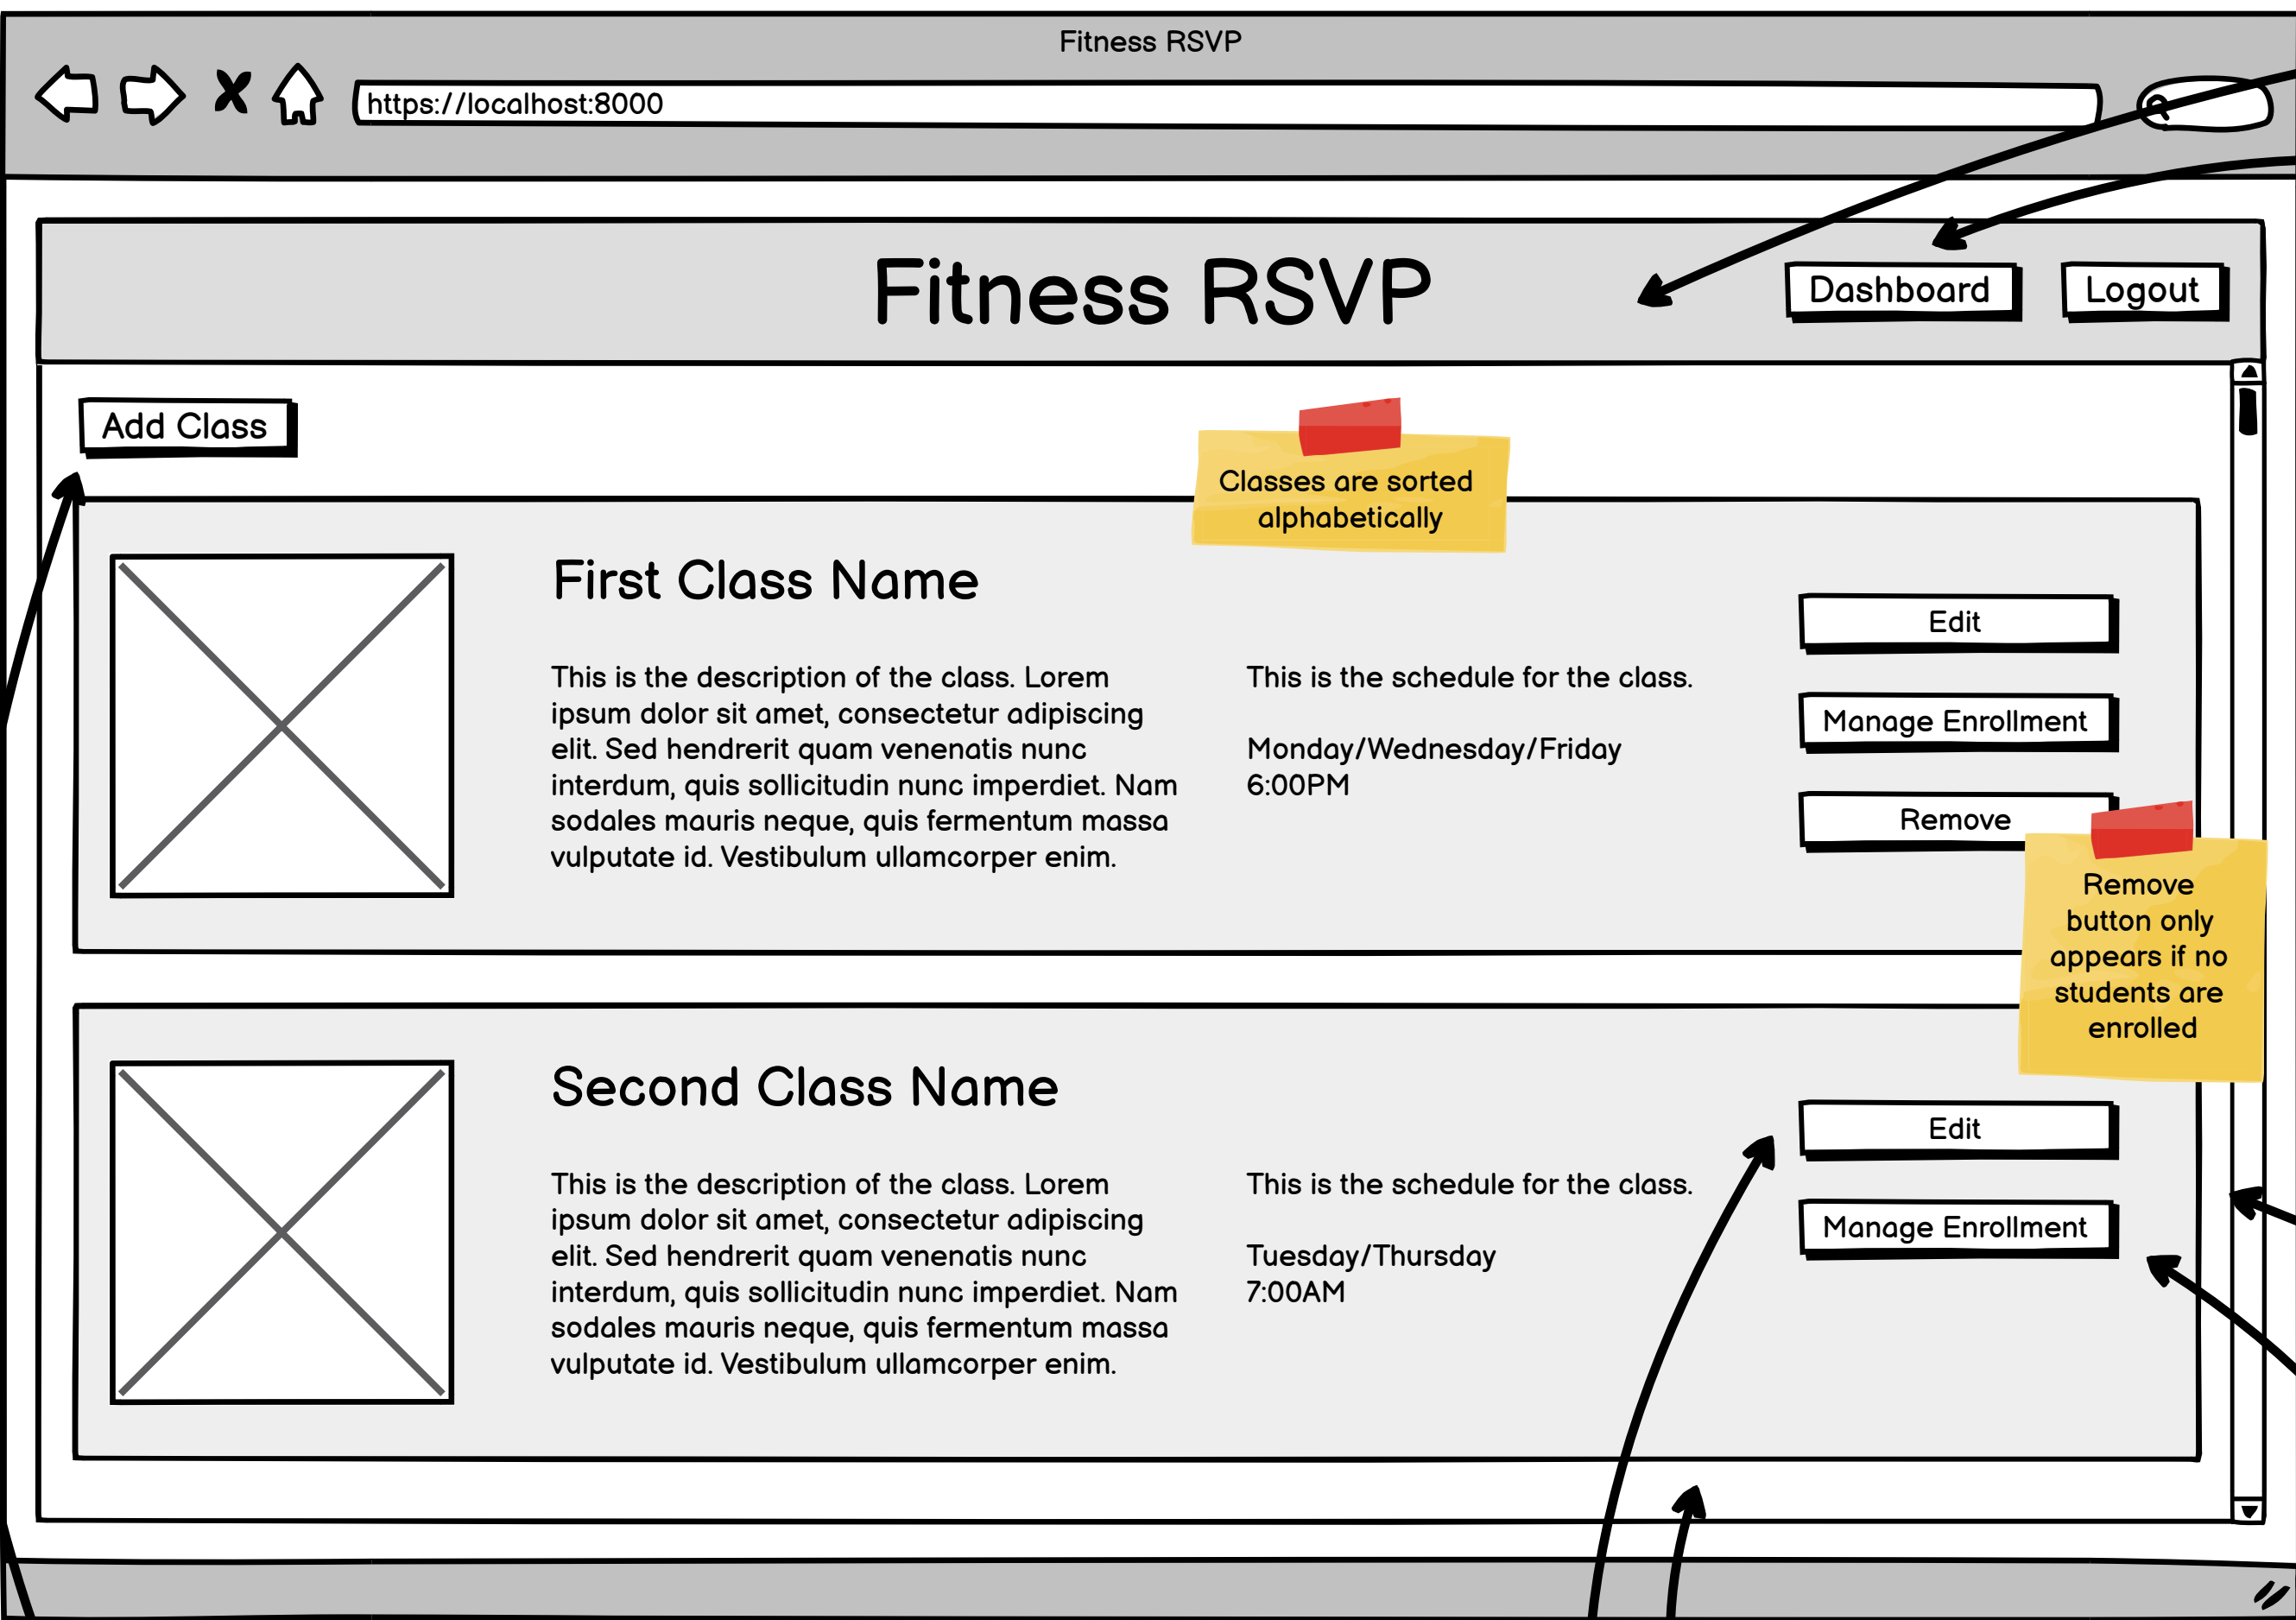 Fitness RSVP
https://localhost:8000
Fitness RSVP
Dashboard
Logout
Add Class
Classes are sorted
alphabetically
First Class Name
This is the description of the class. Lorem
ipsum dolor sit amet, consectetur adipiscing
elit. Sed hendrerit quam venenatis nunc
interdum, quis sollicitudin nunc imperdiet. Nam
sodales mauris neque, quis fermentum massa
vulputate id. Vestibulum ullamcorper enim.
This is the schedule for the class.
Monday/Wednesday/Friday
6:00PM
Edit
Manage Enrollment
Remove
Remove
button only
appears if no
students are
enrolled
Second Class Name
This is the description of the class. Lorem
ipsum dolor sit amet, consectetur adipiscing
elit. Sed hendrerit quam venenatis nunc
interdum, quis sollicitudin nunc imperdiet. Nam
sodales mauris neque, quis fermentum massa
vulputate id. Vestibulum ullamcorper enim.
This is the schedule for the class.
Tuesday/Thursday
7:00AM
Edit
Manage Enrollment